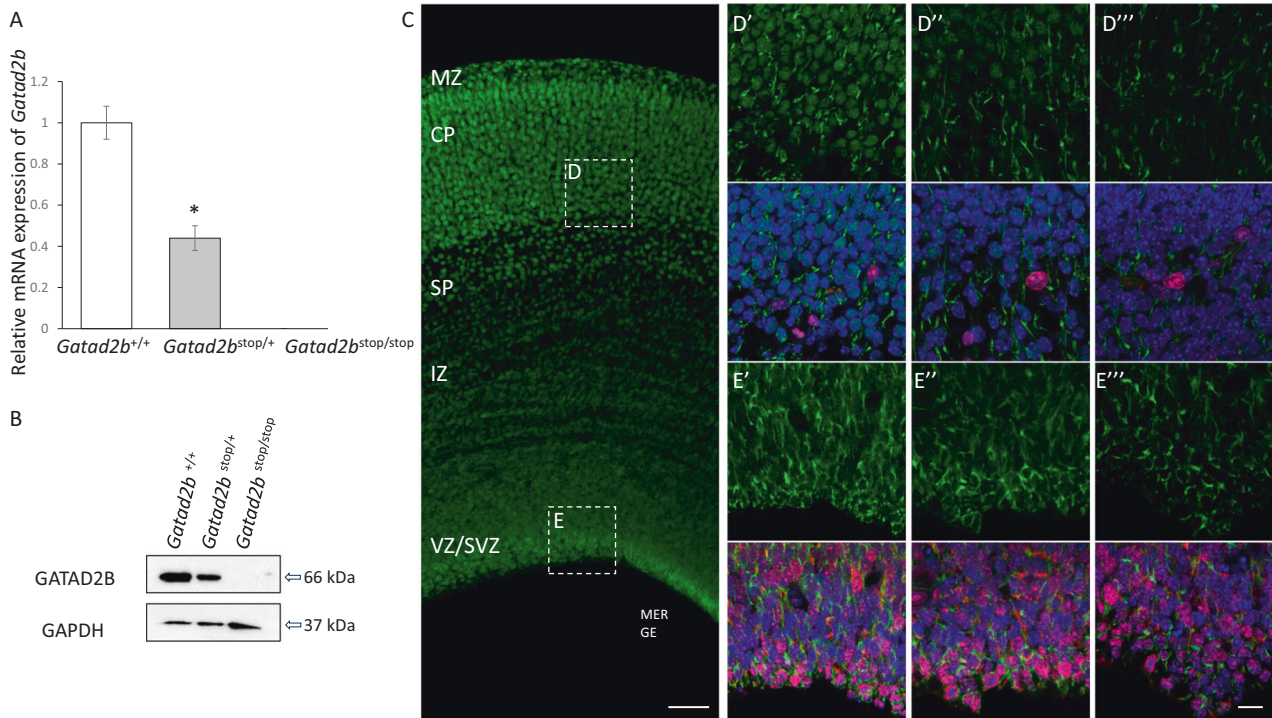 A
Relative mRNA expression of Gatad2b
1.2
1
0.8
0.6
0.4
0.2
0
*
Gatad2b+/+
Gatad2bstop/+
Gatad2bstop/stop
B
Gatad2b +/+
Gatad2b stop/+
Gatad2b stop/stop
GATAD2B
66 kDa
GAPDH
37 kDa
C
MZ
CP
D
SP
IZ
E
VZ/SVZ
MER
GE
D’
D’’
D’’’
E’
E’’
E’’’